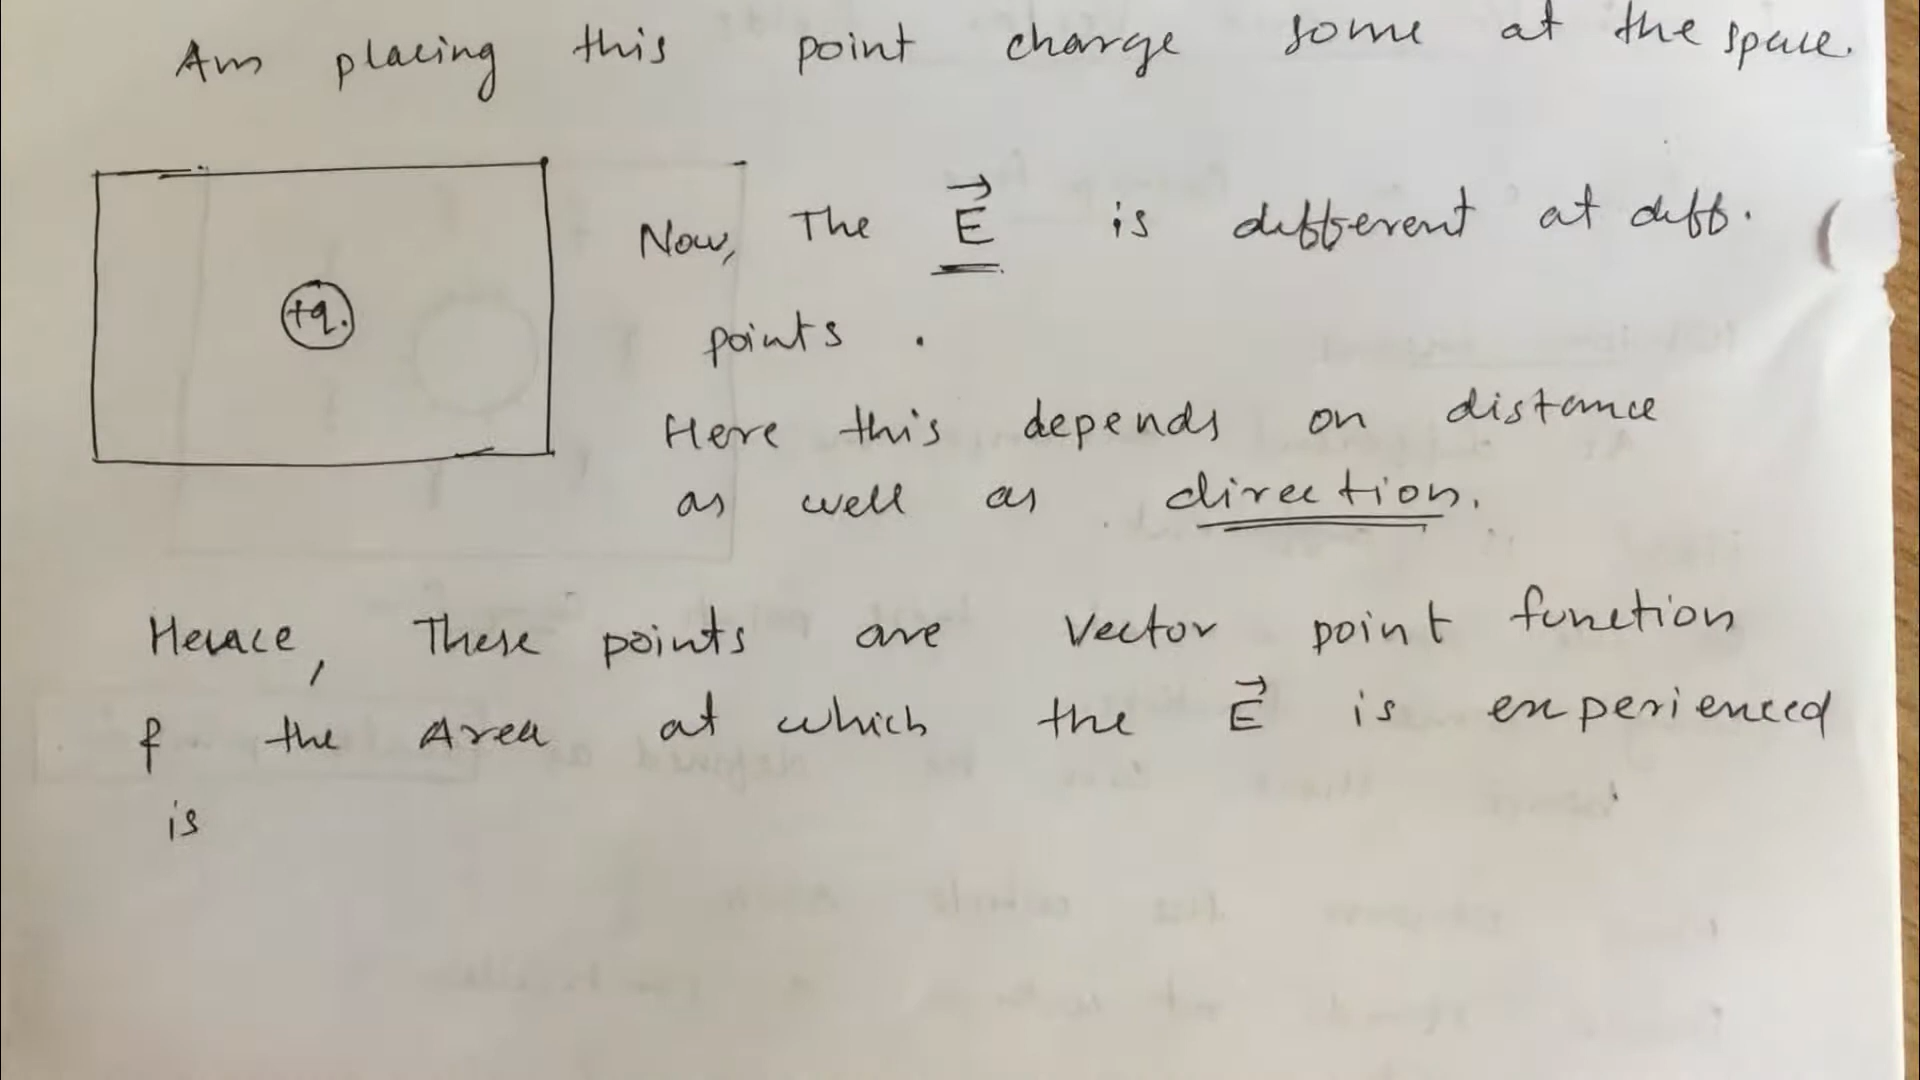 Am placing this point charge some at the space.
+q.
Now, The E is different at diff.
points .
Here this depends on distance
as well as direction.
Henace, These points are Vector point function
f the Area at which the E is experienced
is